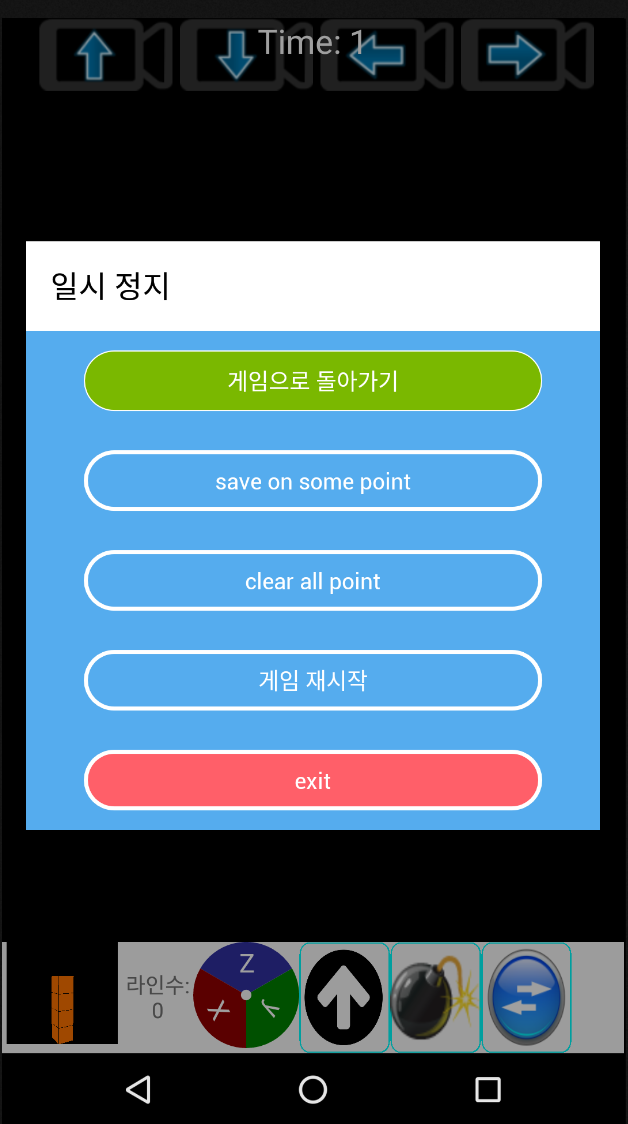 Time: 1
일시 정지
게임으로 돌아가기
save on some point
clear all point
게임 재시작
exit
라인수:
0
Z
X
Y